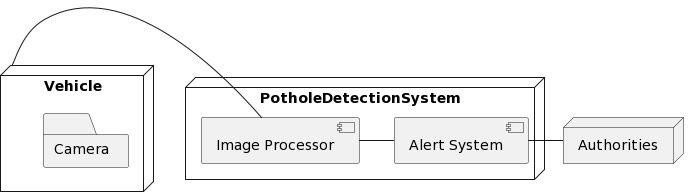 Vehicle
Camera
PotholeDetectionSystem
Image Processor
Alert System
Authorities